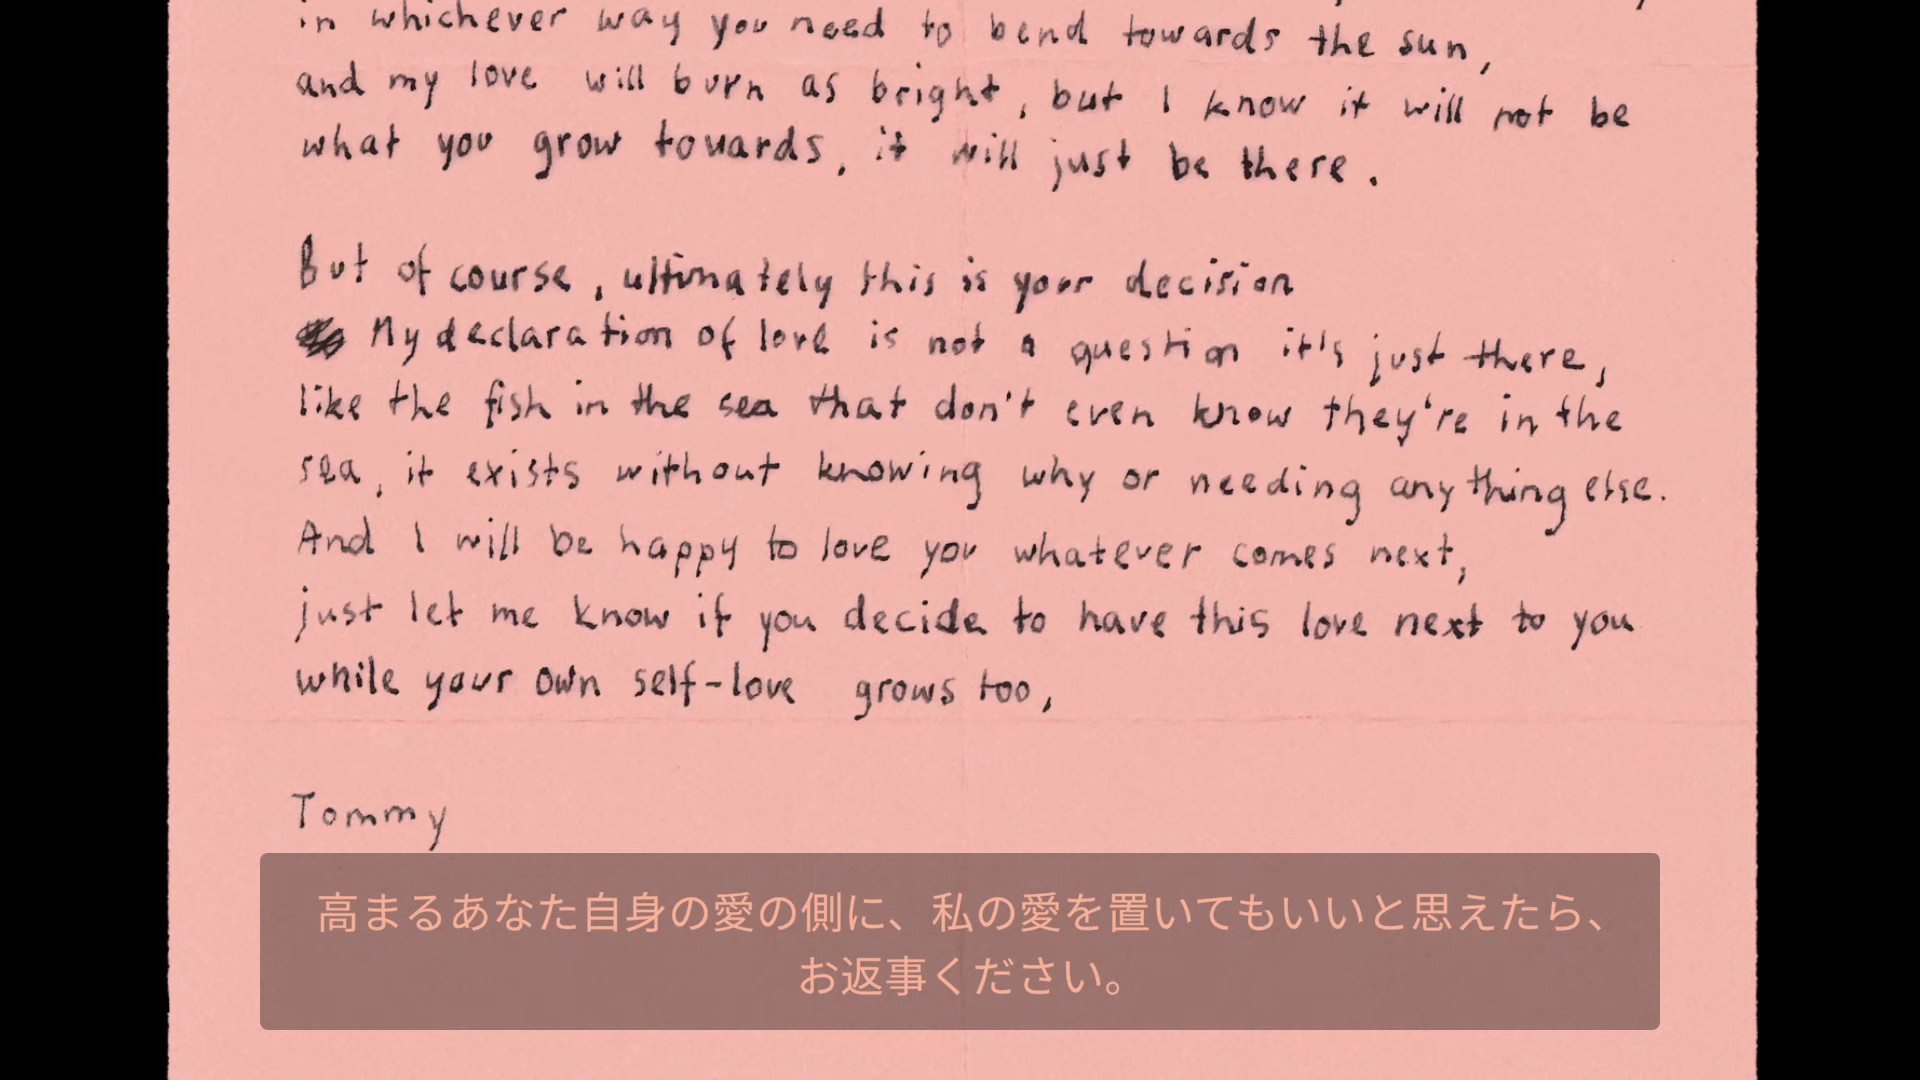 in whichever way you need to bend towards the sun,
and my love will burn as bright, but I know it will not be
what you grow towards, it will just be there.
But of course, ultimately this is your decision
My declaration of love is not a question it's just there,
like the fish in the sea that don't even know they're in the
sea, it exists without knowing why or needing anything else.
And I will be happy to love you whatever comes next,
just let me know if you decide to have this love next to you
while your own self-love grows too,
Tommy
高まるあなた自身の愛の側に、私の愛を置いてもいいと思えたら、
お返事ください。